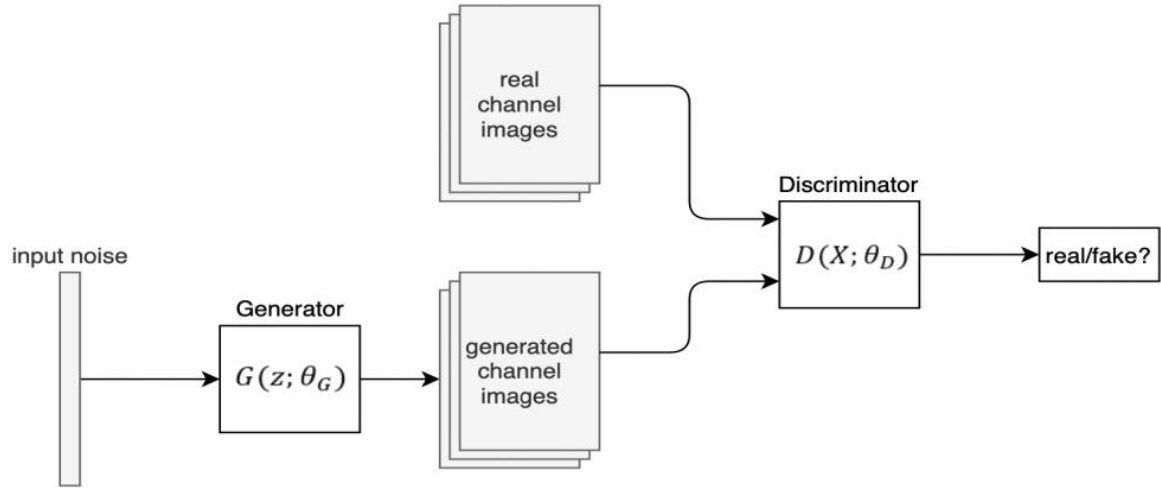 real
channel
images
Discriminator
D(X; θ_D)
real/fake?
input noise
Generator
G(z; θ_G)
generated
channel
images